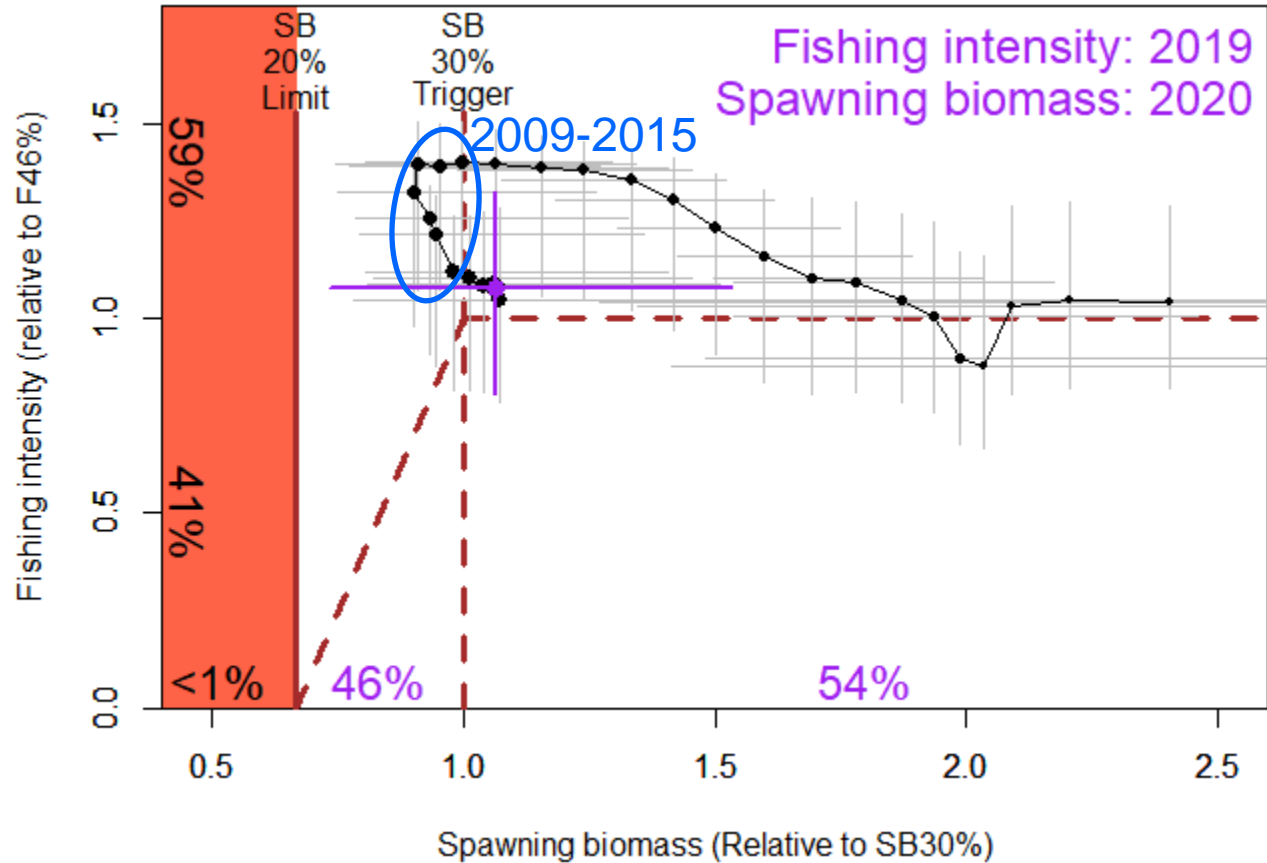 SB
20%
Limit
SB
30%
Trigger
Fishing intensity: 2019
Spawning biomass: 2020
2009-2015
59%
41%
<1%
46%
54%
Fishing intensity (relative to F46%)
1.5
1.0
0.5
0.0
0.5
1.0
1.5
2.0
2.5
Spawning biomass (Relative to SB30%)